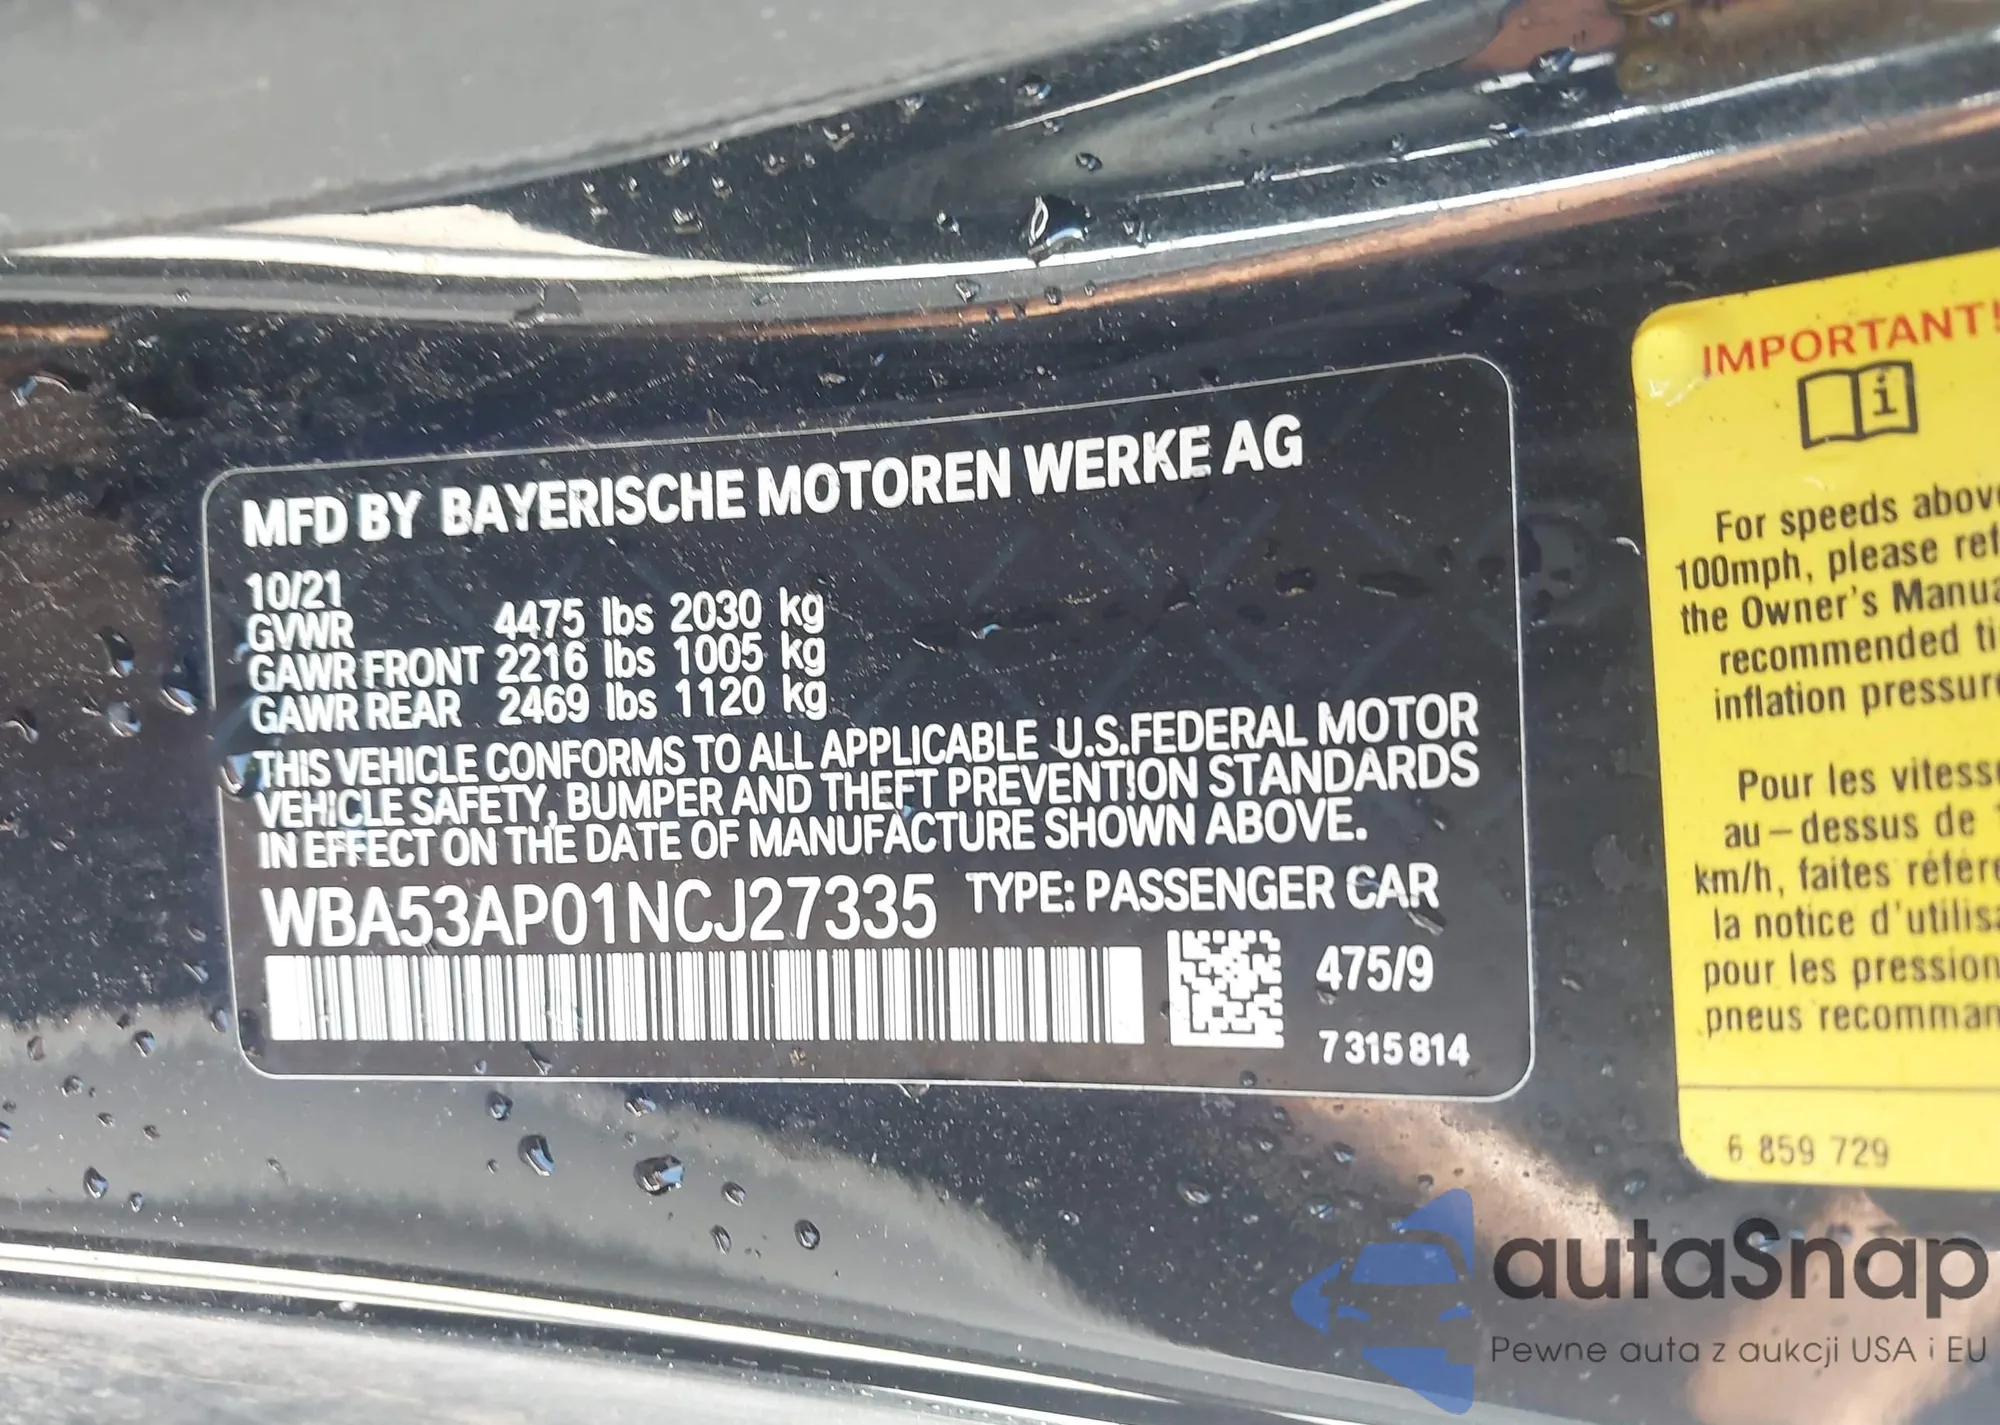 MFD BY BAYERISCHE MOTOREN WERKE AG
10/21
GVWR 4475 lbs 2030 kg
GAWR FRONT 2216 lbs 1005 kg
GAWR REAR 2469 lbs 1120 kg
THIS VEHICLE CONFORMS TO ALL APPLICABLE U.S.FEDERAL MOTOR
VEHICLE SAFETY, BUMPER AND THEFT PREVENTION STANDARDS
IN EFFECT ON THE DATE OF MANUFACTURE SHOWN ABOVE.
WBA53AP01NCJ27335 TYPE: PASSENGER CAR
475/9
7 315 814
IMPORTANT!
i
For speeds above
100mph, please
the Owner's
recommended
inflation
Pour les
au-dessus de
km/h, faites
la notice
pour les
pneus
6 859 729
autaSnap
Pewne auta z aukcji USA i EU